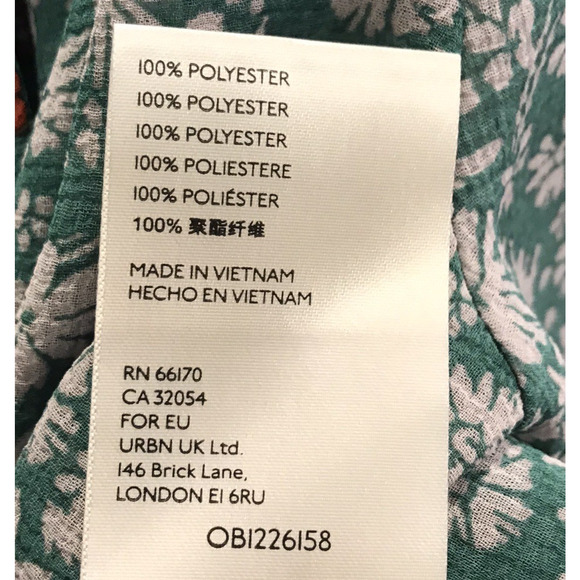 100% POLYESTER
100% POLYESTER
100% POLYESTER
100% POLIESTERE
100% POLIÉSTER
100% 聚酯纤维
MADE IN VIETNAM
HECHO EN VIETNAM
RN 66170
CA 32054
FOR EU
URBN UK Ltd.
146 Brick Lane,
LONDON E1 6RU
OB1226158